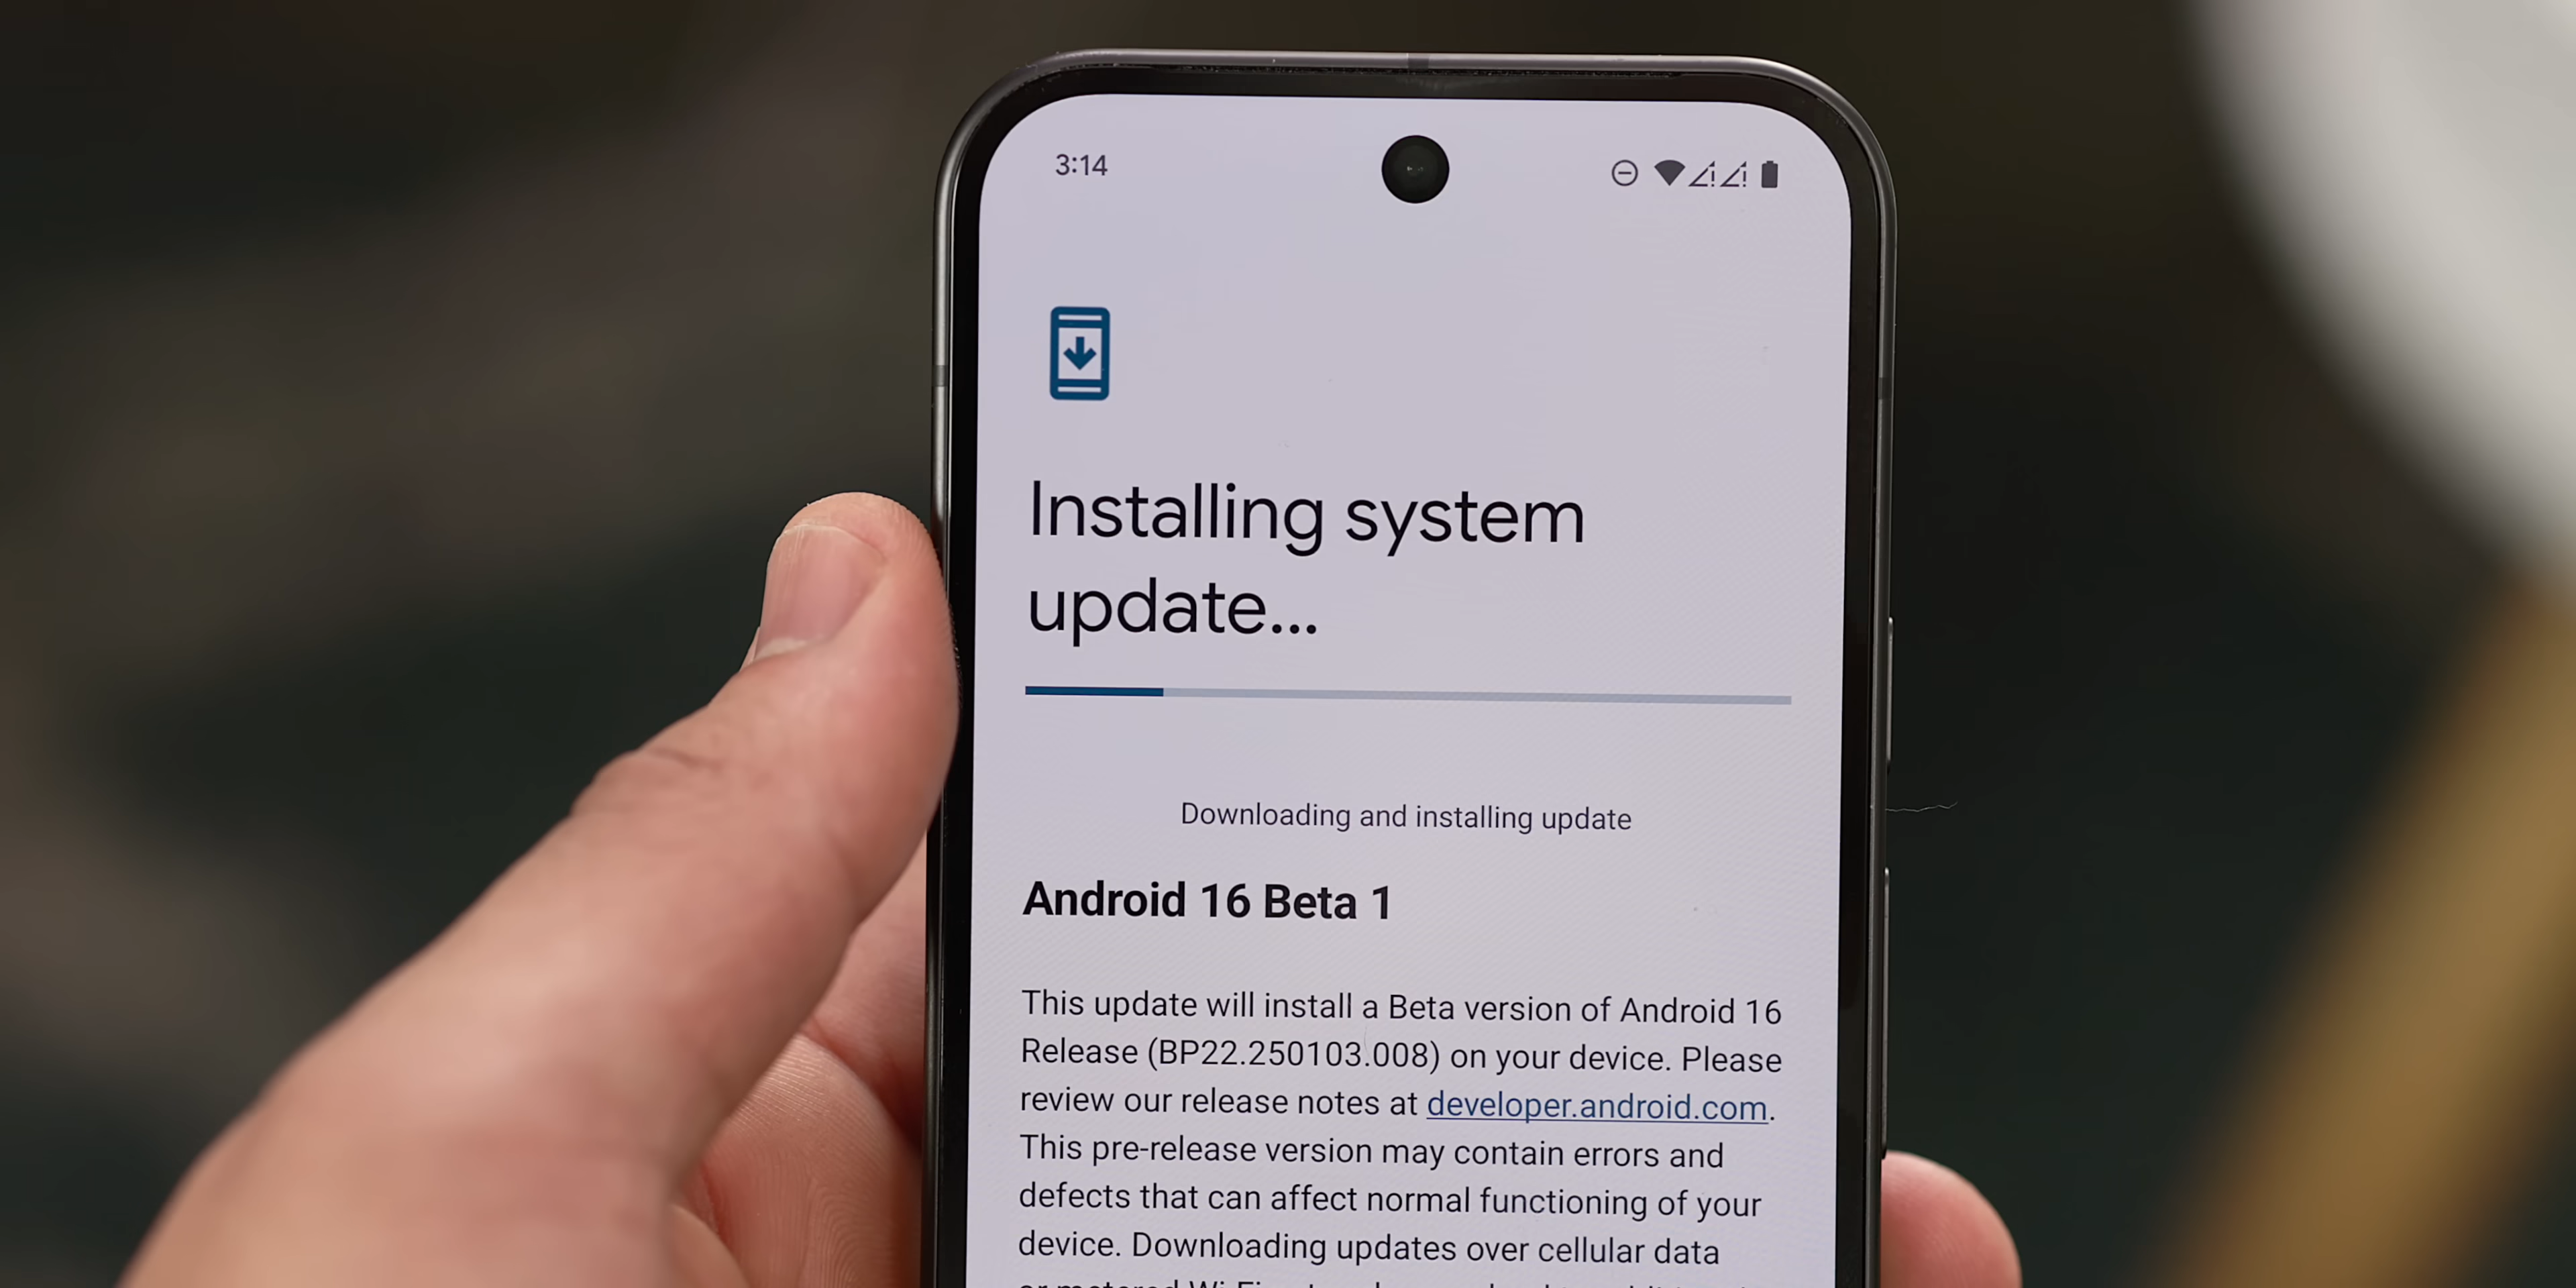 3:14
Installing system
update...
Downloading and installing update
Android 16 Beta 1
This update will install a Beta version of Android 16
Release (BP22.250103.008) on your device. Please
review our release notes at developer.android.com.
This pre-release version may contain errors and
defects that can affect normal functioning of your
device. Downloading updates over cellular data